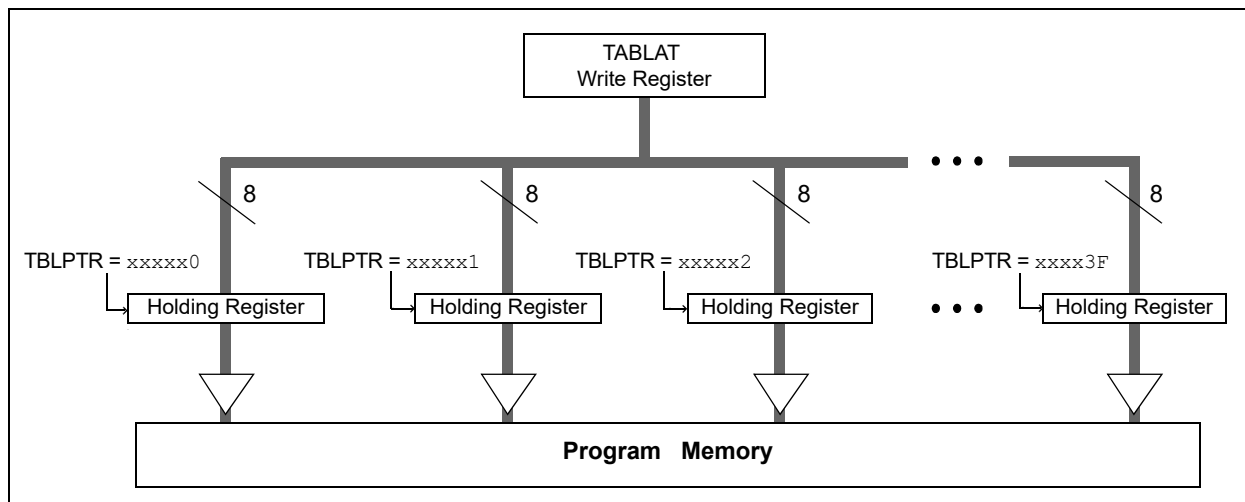 TABLAT
Write Register
8
8
8
8
TBLPTR = xxxxx0
TBLPTR = xxxxx1
TBLPTR = xxxxx2
TBLPTR = xxxx3F
Holding Register
Holding Register
Holding Register
Holding Register
Program Memory